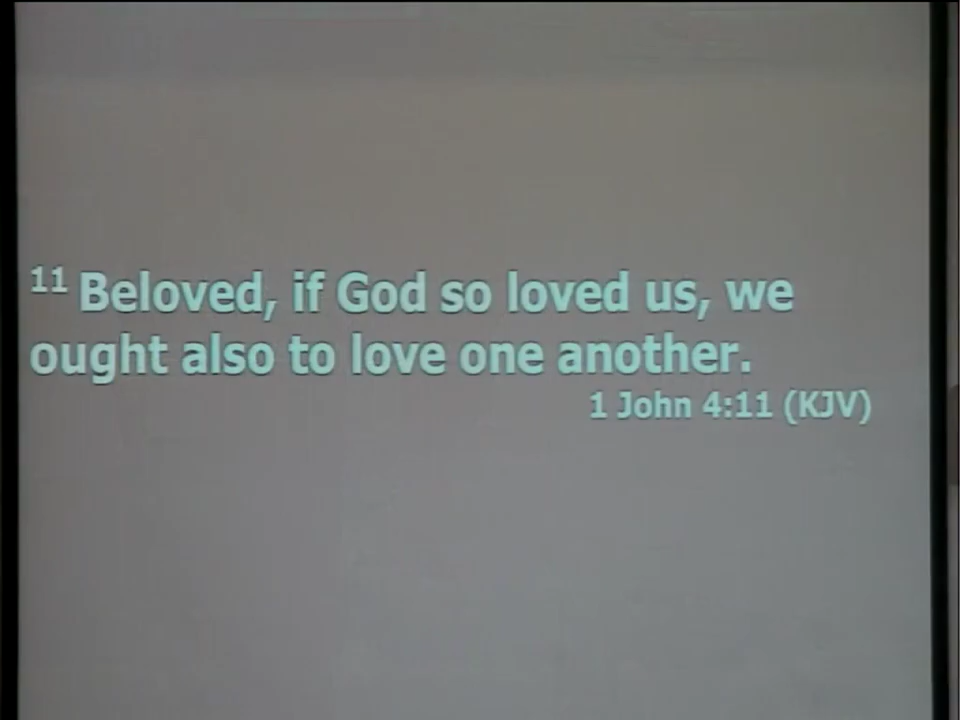 11 Beloved, if God so loved us, we
ought also to love one another.
1 John 4:11 (KJV)